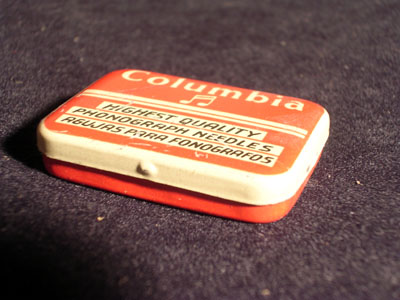 Columbia
HIGHEST QUALITY
PHONOGRAPH NEEDLES
AGUJAS PARA FONOGRAFOS